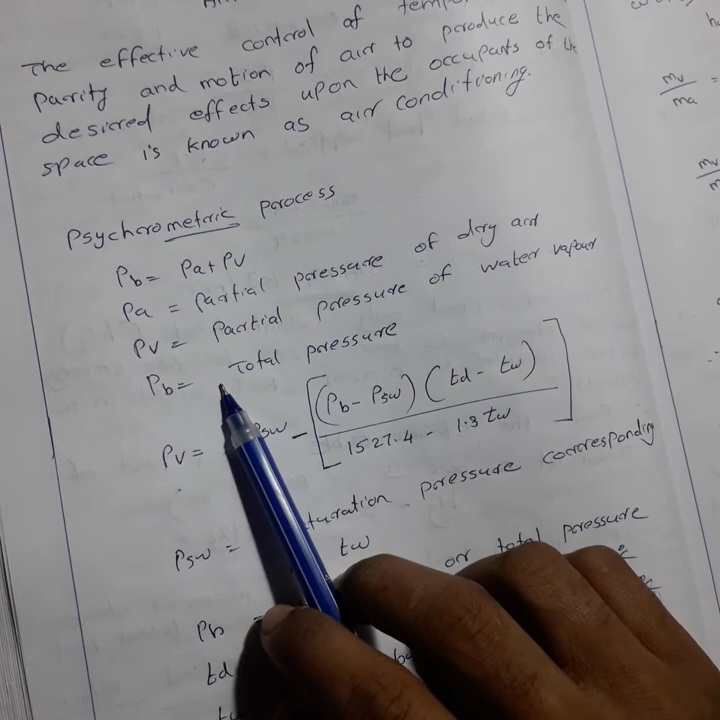 The effective control of
purity and motion of air to produce the
desired effects upon the occupants of the
space is known as air conditioning.
Psychrometric process
Pb = Pa + Pv
Pa = partial pressure of dry air
Pv = Partial pressure of water vapour
Pb = Total pressure
Pv = Psw - [(Pb - Psw) (td - tw) / 1527.4 - 1.3 tw]
Psw = pressure corresponding
tw
Pb or total pressure
td
mv/ma =